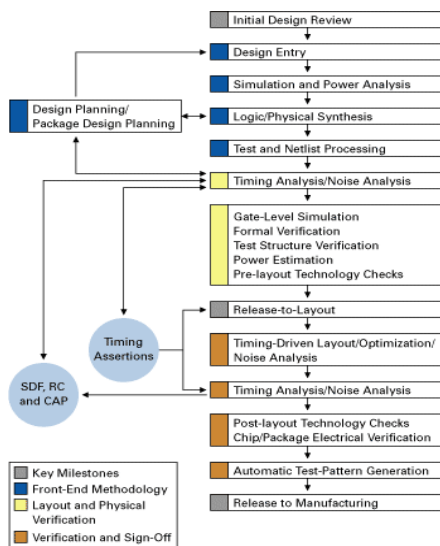 Initial Design Review
Design Entry
Simulation and Power Analysis
Design Planning/
Package Design Planning
Logic/Physical Synthesis
Test and Netlist Processing
Timing Analysis/Noise Analysis
Gate-Level Simulation
Formal Verification
Test Structure Verification
Power Estimation
Pre-layout Technology Checks
Release-to-Layout
Timing
Assertions
Timing-Driven Layout/Optimization/
Noise Analysis
SDF, RC
and CAP
Timing Analysis/Noise Analysis
Post-layout Technology Checks
Chip/Package Electrical Verification
Automatic Test-Pattern Generation
Release to Manufacturing
Key Milestones
Front-End Methodology
Layout and Physical
Verification
Verification and Sign-Off